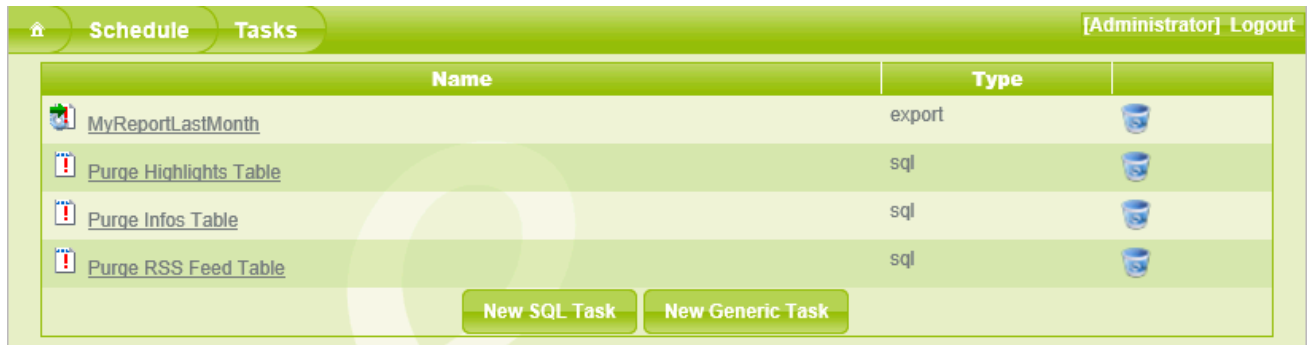 Schedule Tasks [Administrator] Logout
Name Type
MyReportLastMonth export
Purge Highlights Table sql
Purge Infos Table sql
Purge RSS Feed Table sql
New SQL Task New Generic Task